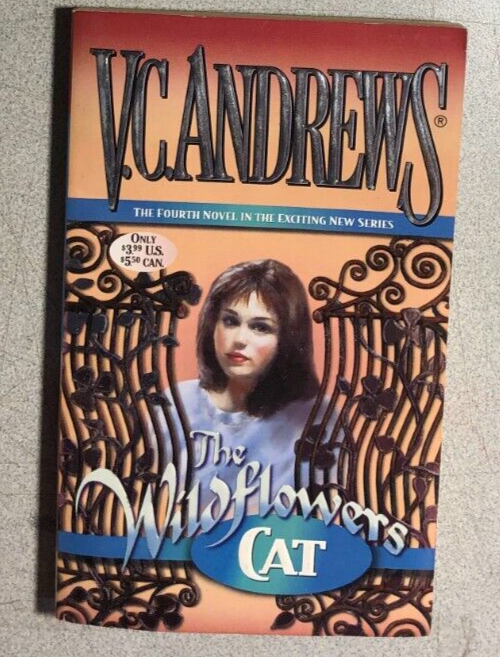 V.C. ANDREWS®
THE FOURTH NOVEL IN THE EXCITING NEW SERIES
ONLY
$3.99 U.S.
$5.50 CAN.
The
Wildflowers
CAT